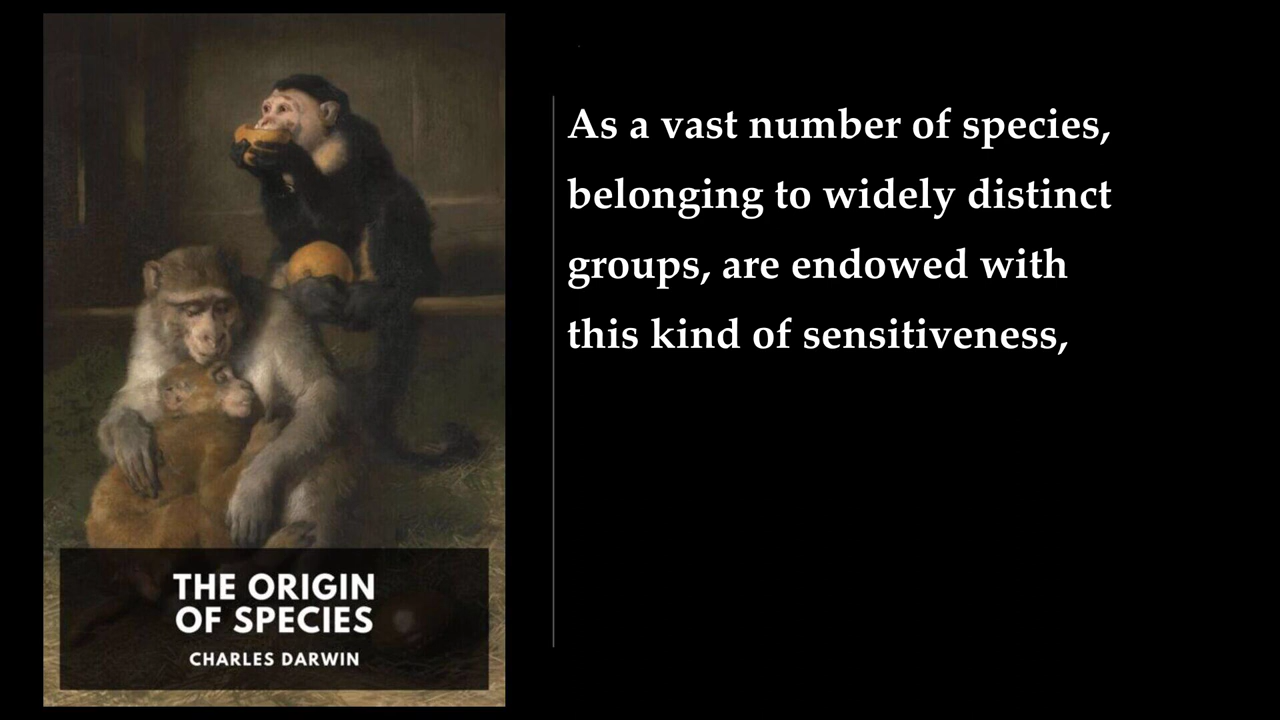 As a vast number of species,
belonging to widely distinct
groups, are endowed with
this kind of sensitiveness,
THE ORIGIN
OF SPECIES
CHARLES DARWIN